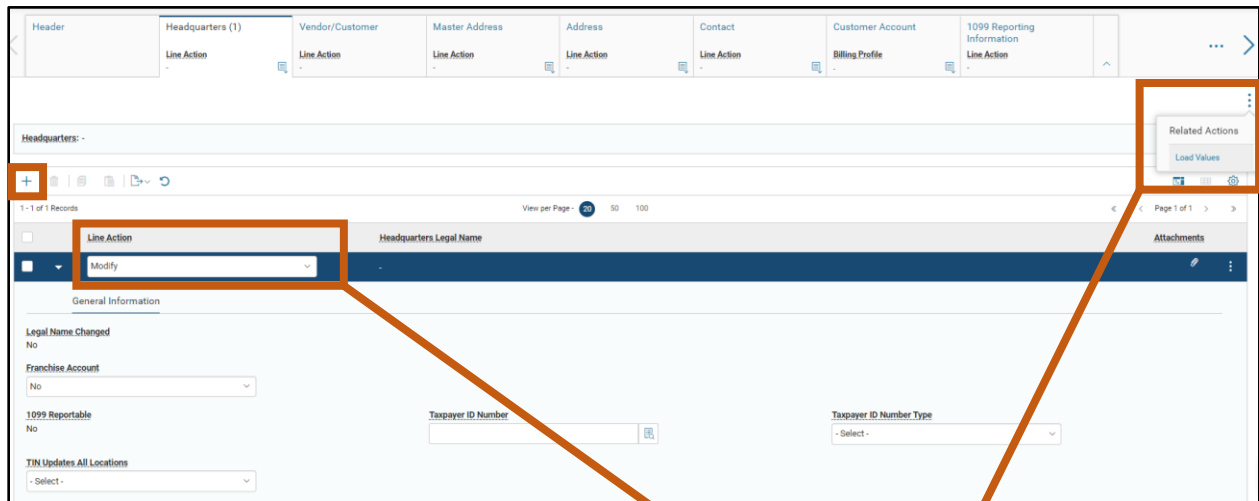 Header
Headquarters (1)
Vendor/Customer
Master Address
Address
Contact
Customer Account
1099 Reporting
Information
Line Action
Line Action
Line Action
Line Action
Line Action
Billing Profile
Line Action
-
-
-
-
-
-
-
Headquarters: -
Related Actions
Load Values
1 - 1 of 1 Records
View per Page - 20 50 100
Page 1 of 1
Line Action
Headquarters Legal Name
Attachments
Modify
-
General Information
Legal Name Changed
No
Franchise Account
No
1099 Reportable
No
Taxpayer ID Number
Taxpayer ID Number Type
- Select -
TIN Updates All Locations
- Select -